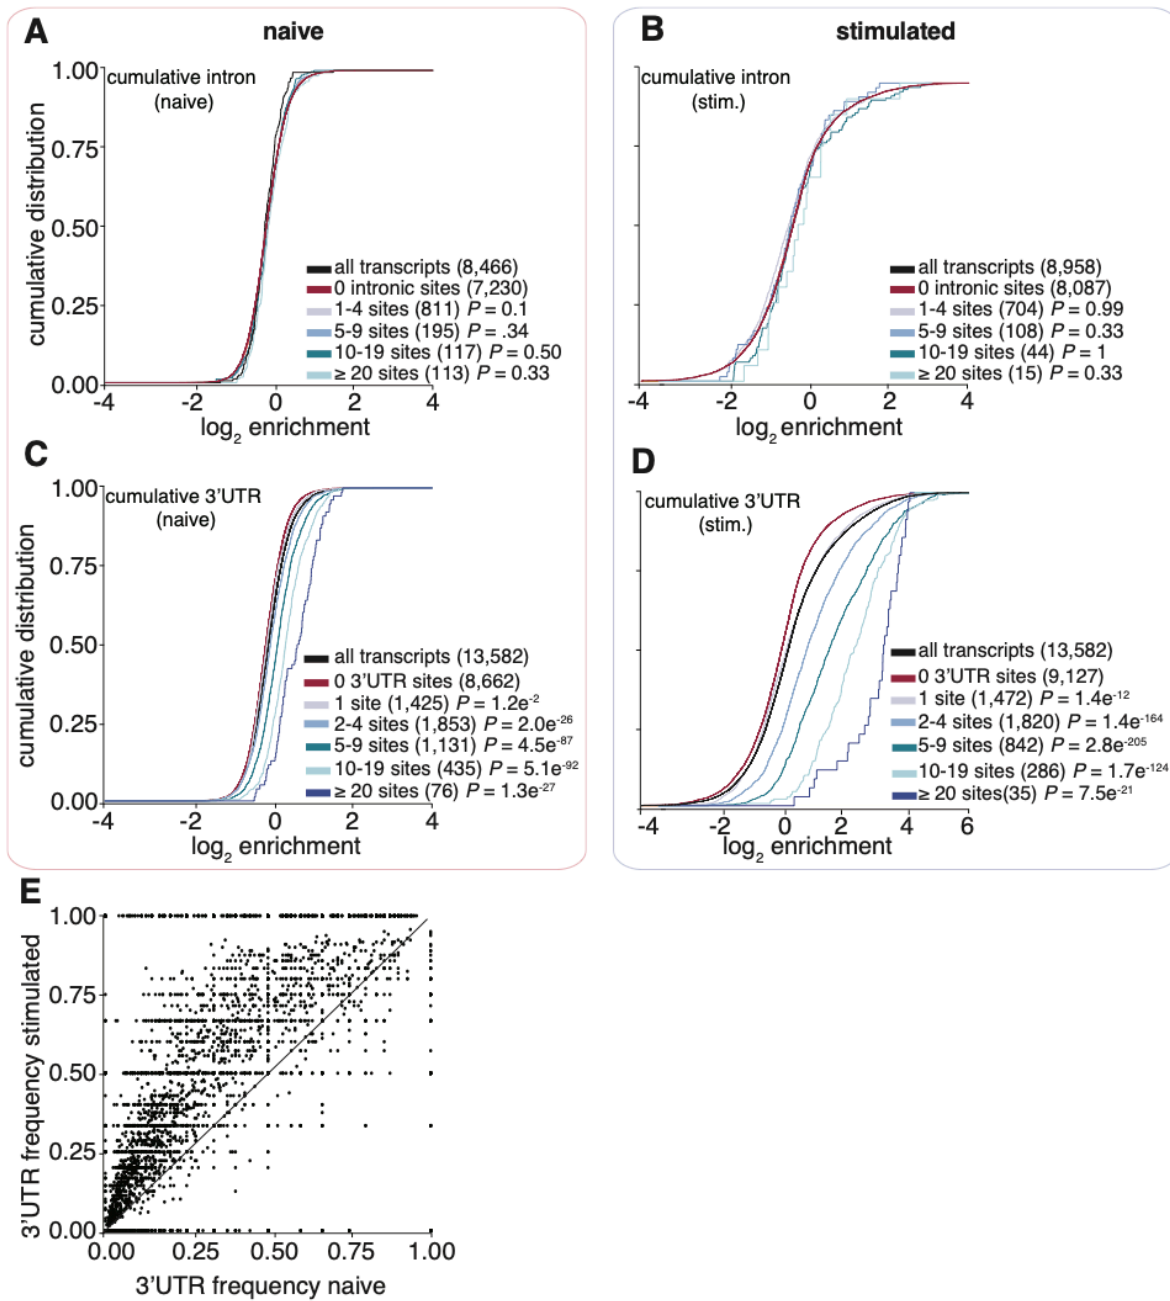 A
naive
1.00
cumulative intron
(naive)
0.75
0.50
0.25
0.00
cumulative distribution
all transcripts (8,466)
0 intronic sites (7,230)
1-4 sites (811) P = 0.1
5-9 sites (195) P = .34
10-19 sites (117) P = 0.50
≥ 20 sites (113) P = 0.33
-4 -2 0 2 4
log2 enrichment
B
stimulated
cumulative intron
(stim.)
all transcripts (8,958)
0 intronic sites (8,087)
1-4 sites (704) P = 0.99
5-9 sites (108) P = 0.33
10-19 sites (44) P = 1
≥ 20 sites (15) P = 0.33
-4 -2 0 2 4
log2 enrichment
C
1.00
cumulative 3'UTR
(naive)
0.75
0.50
0.25
0.00
cumulative distribution
all transcripts (13,582)
0 3'UTR sites (8,662)
1 site (1,425) P = 1.2e-2
2-4 sites (1,853) P = 2.0e-26
5-9 sites (1,131) P = 4.5e-87
10-19 sites (435) P = 5.1e-92
≥ 20 sites (76) P = 1.3e-27
-4 -2 0 2 4
log2 enrichment
D
cumulative 3'UTR
(stim.)
all transcripts (13,582)
0 3'UTR sites (9,127)
1 site (1,472) P = 1.4e-12
2-4 sites (1,820) P = 1.4e-164
5-9 sites (842) P = 2.8e-205
10-19 sites (286) P = 1.7e-124
≥ 20 sites(35) P = 7.5e-21
-4 -2 0 2 4 6
log2 enrichment
E
1.00
0.75
0.50
0.25
0.00
3'UTR frequency stimulated
0.00 0.25 0.50 0.75 1.00
3'UTR frequency naive